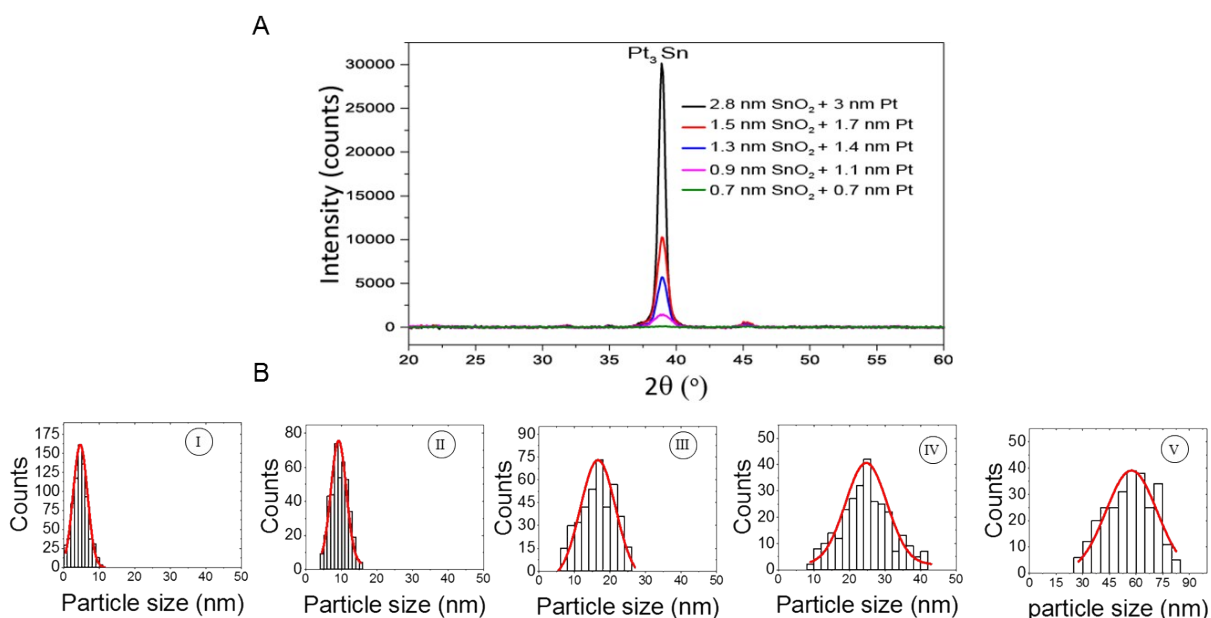 A
Pt₃Sn
Intensity (counts)
30000
25000
20000
15000
10000
5000
0
2.8 nm SnO₂ + 3 nm Pt
1.5 nm SnO₂ + 1.7 nm Pt
1.3 nm SnO₂ + 1.4 nm Pt
0.9 nm SnO₂ + 1.1 nm Pt
0.7 nm SnO₂ + 0.7 nm Pt
20 25 30 35 40 45 50 55 60
2θ (°)
B
I
Counts
175
150
125
100
75
50
25
0
0 10 20 30 40 50
Particle size (nm)
II
Counts
80
60
40
20
0
0 10 20 30 40 50
Particle size (nm)
III
Counts
90
75
60
45
30
15
0
0 10 20 30 40 50
Particle size (nm)
IV
Counts
50
40
30
20
10
0
0 10 20 30 40 50
Particle size (nm)
V
Counts
50
40
30
20
10
0
0 15 30 45 60 75 90
particle size (nm)